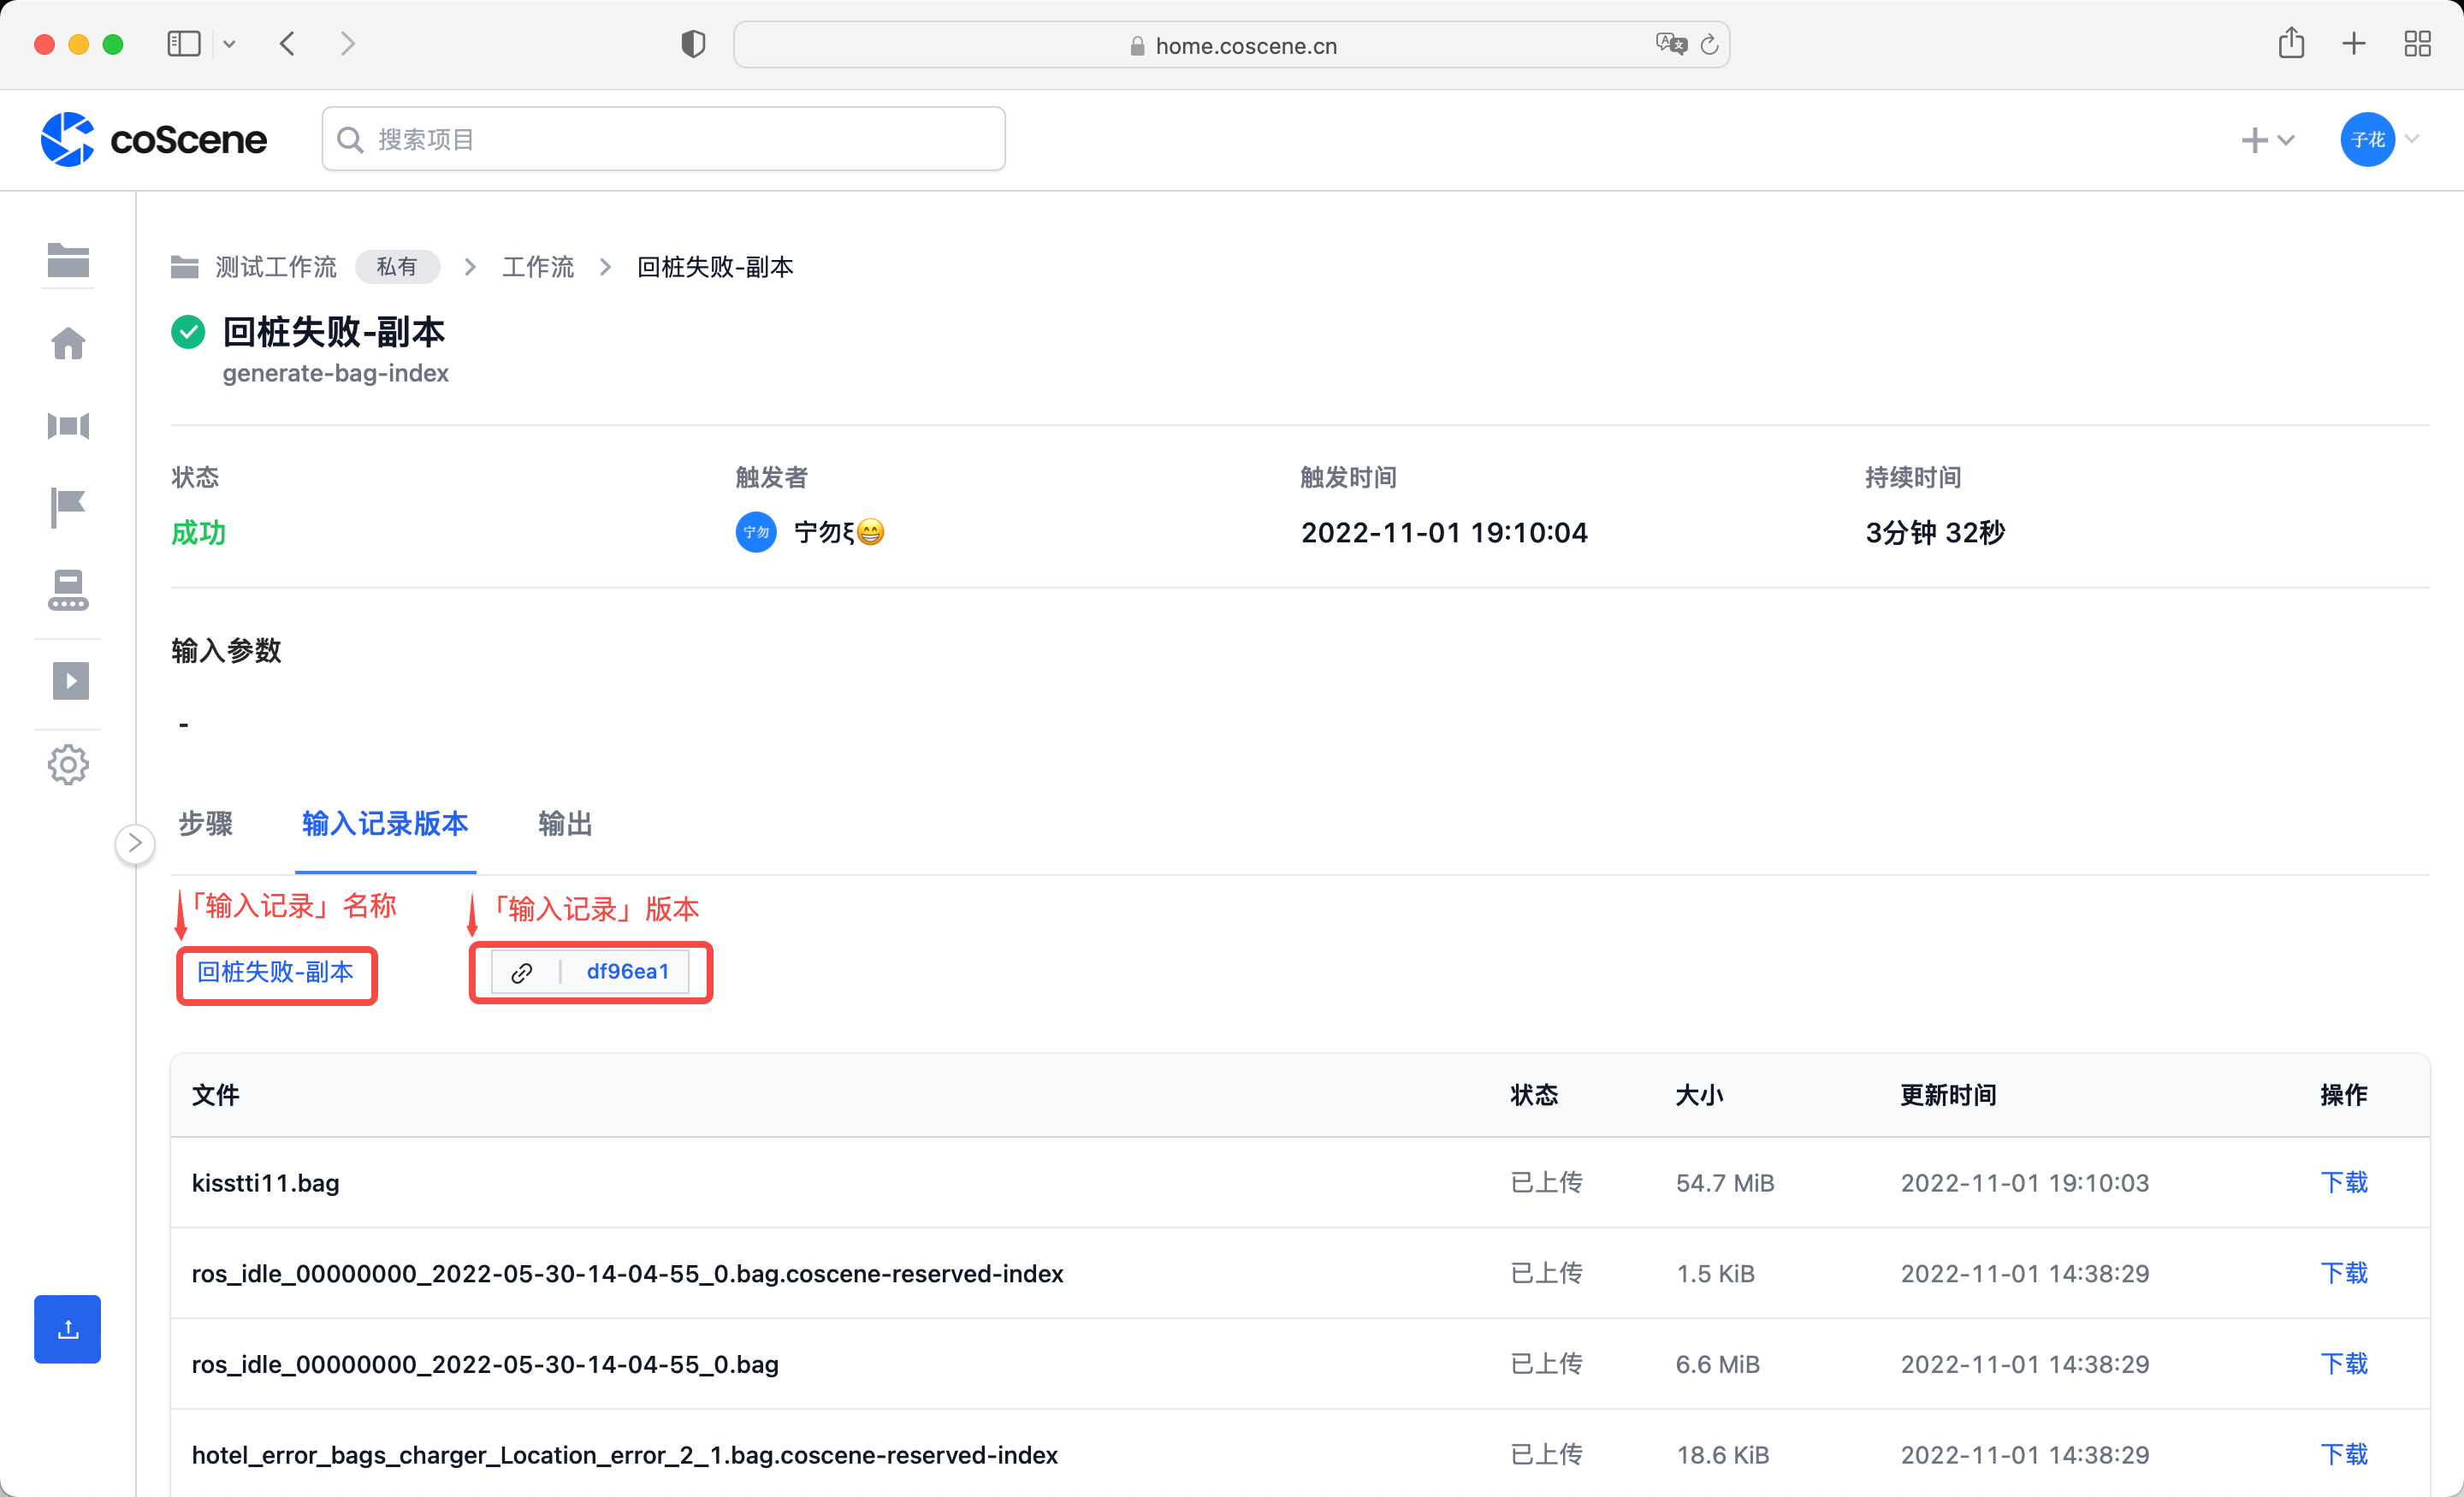 home.coscene.cn
coScene
搜索项目
子花
测试工作流 私有 工作流 回桩失败-副本
回桩失败-副本
generate-bag-index
状态 触发者 触发时间 持续时间
成功 宁勿 宁勿ξ😁 2022-11-01 19:10:04 3分钟 32秒
输入参数
-
步骤 输入记录版本 输出
「输入记录」名称 「输入记录」版本
回桩失败-副本 df96ea1
文件 状态 大小 更新时间 操作
kisstti11.bag 已上传 54.7 MiB 2022-11-01 19:10:03 下载
ros_idle_00000000_2022-05-30-14-04-55_0.bag.coscene-reserved-index 已上传 1.5 KiB 2022-11-01 14:38:29 下载
ros_idle_00000000_2022-05-30-14-04-55_0.bag 已上传 6.6 MiB 2022-11-01 14:38:29 下载
hotel_error_bags_charger_Location_error_2_1.bag.coscene-reserved-index 已上传 18.6 KiB 2022-11-01 14:38:29 下载